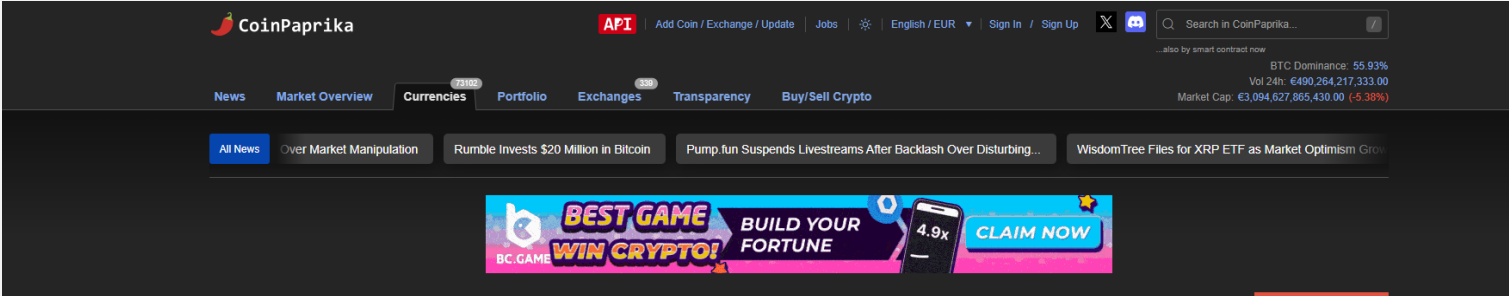 CoinPaprika
API Add Coin / Exchange / Update Jobs English / EUR ▼ Sign In / Sign Up X Search in CoinPaprika... /
...also by smart contract now
BTC Dominance: 55.93%
Vol 24h: €490,264,217,333.00
Market Cap: €3,094,627,865,430.00 (-5.38%)
73102 339
News Market Overview Currencies Portfolio Exchanges Transparency Buy/Sell Crypto
All News Over Market Manipulation Rumble Invests $20 Million in Bitcoin Pump.fun Suspends Livestreams After Backlash Over Disturbing... WisdomTree Files for XRP ETF as Market Optimism Grow
BC.GAME
BEST GAME
WIN CRYPTO!
BUILD YOUR
FORTUNE
4.9x
CLAIM NOW